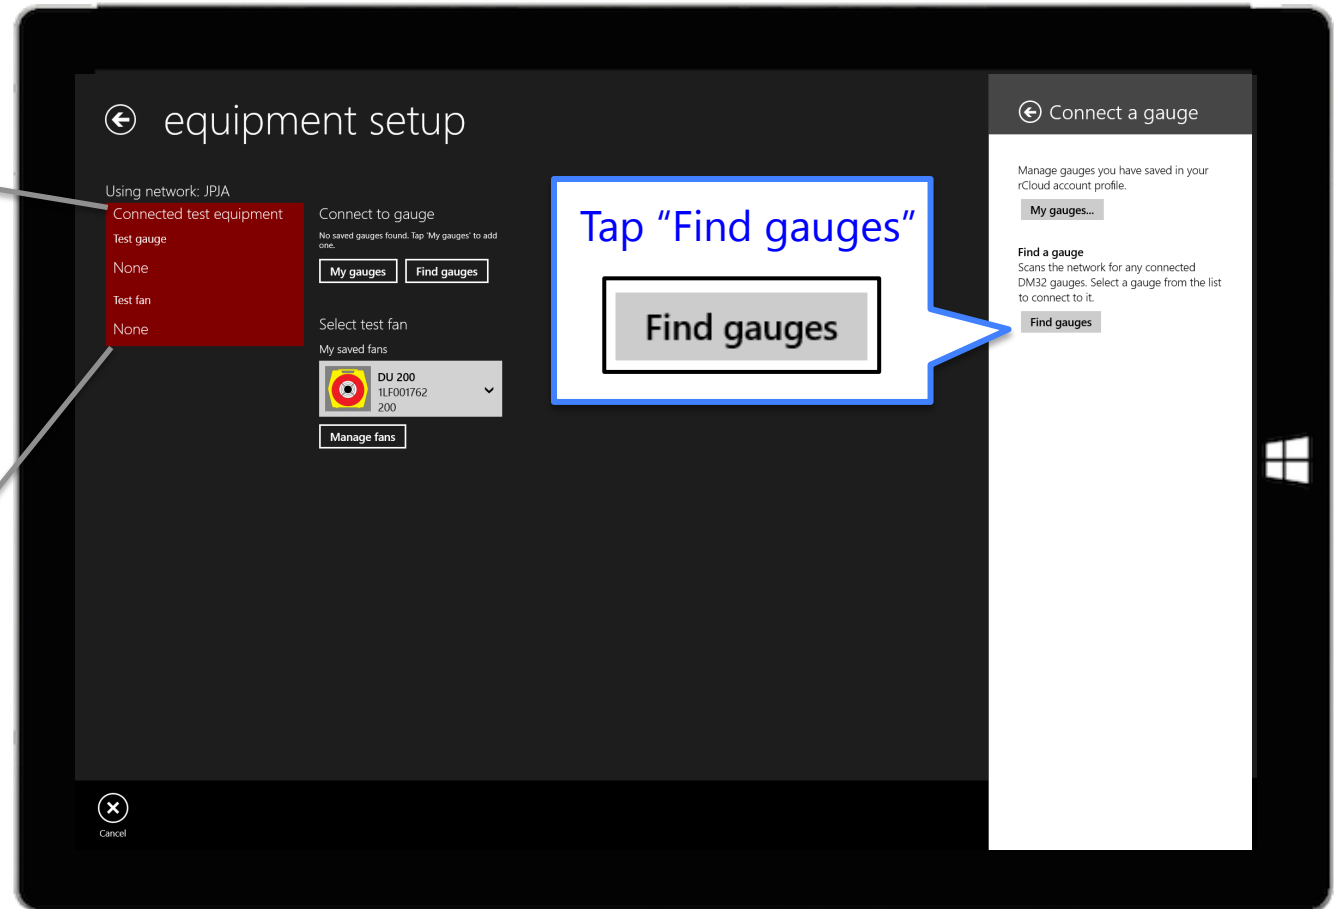 equipment setup
Using network: JPJA
Connected test equipment
Test gauge
None
Test fan
None
Connect to gauge
No saved gauges found. Tap 'My gauges' to add
one.
My gauges
Find gauges
Select test fan
My saved fans
DU 200
1LF001762
200
Manage fans
Cancel
Tap “Find gauges”
Find gauges
Connect a gauge
Manage gauges you have saved in your
rCloud account profile.
My gauges...
Find a gauge
Scans the network for any connected
DM32 gauges. Select a gauge from the list
to connect to it.
Find gauges